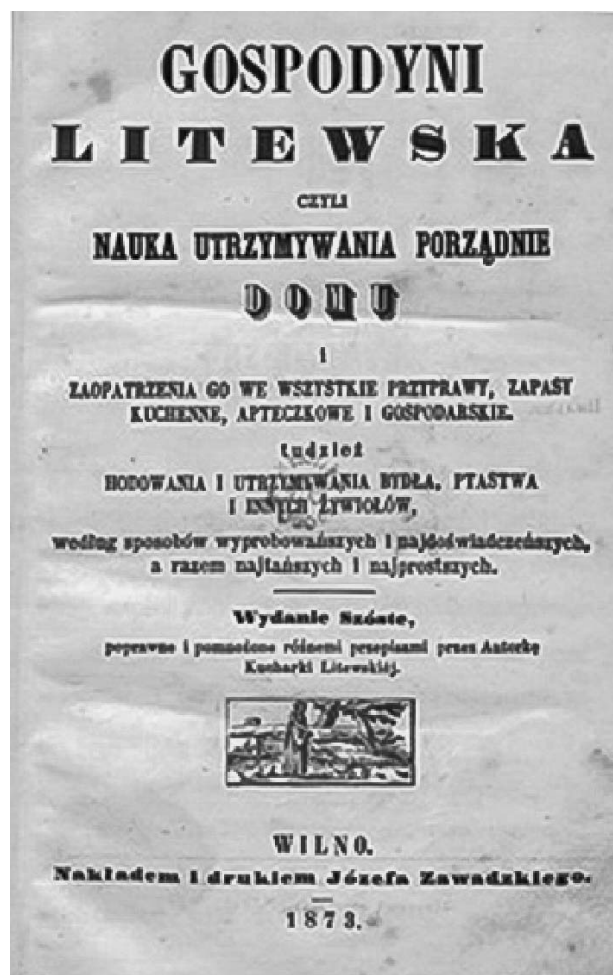 GOSPODYNI
LITEWSKA
CZYLI
NAUKA UTRZYMYWANIA PORZĄDNIE
DOMU
I
ZAOPATRZENIA GO WE WSZYSTKIE PRZYPRAWY, ZAPASY
KUCHENNE, APTECZKOWE I GOSPODARSKIE.
tudzież
HODOWANIA I UTRZYMYWANIA BYDŁA, PTASTWA
I INNYCH ŻYWIOŁÓW,
według sposobów wyprobowańszych i najdoświadczeńszych,
a razem najtańszych i najprostszych.
Wydanie Szóste,
poprawne i pomnożone różnemi przepisami przez Autorkę
Kucharki Litewskiéj.
WILNO.
Nakładem i drukiem Józefa Zawadzkiego.
1873.